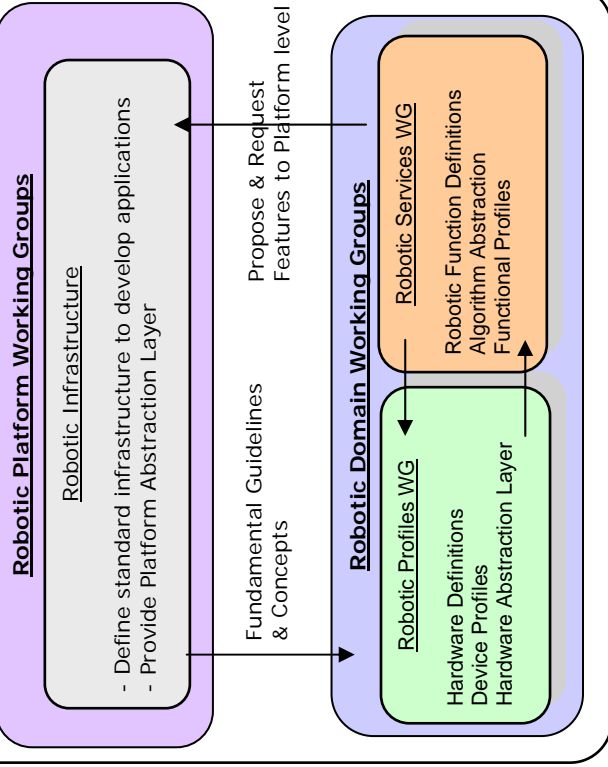 Robotic Platform Working Groups
Robotic Infrastructure
- Define standard infrastructure to develop applications
- Provide Platform Abstraction Layer
Fundamental Guidelines
& Concepts
Propose & Request
Features to Platform level
Robotic Domain Working Groups
Robotic Profiles WG
Hardware Definitions
Device Profiles
Hardware Abstraction Layer
Robotic Services WG
Robotic Function Definitions
Algorithm Abstraction
Functional Profiles